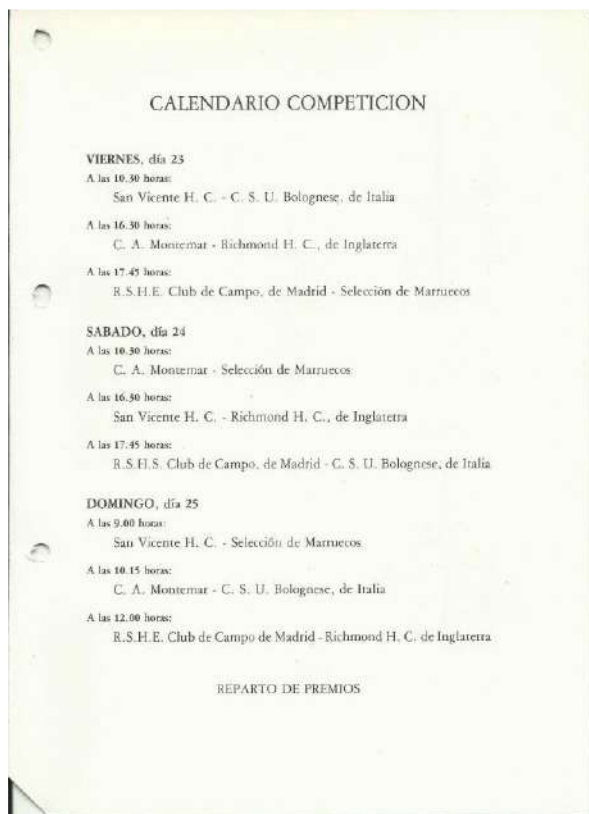 CALENDARIO COMPETICION
VIERNES, día 23
A las 10.30 horas:
San Vicente H. C. - C. S. U. Bolognese, de Italia
A las 16.30 horas:
C. A. Montemar - Richmond H. C., de Inglaterra
A las 17.45 horas:
R.S.H.E. Club de Campo, de Madrid - Selección de Marruecos
SABADO, día 24
A las 10.30 horas:
C. A. Montemar - Selección de Marruecos
A las 16.30 horas:
San Vicente H. C. - Richmond H. C., de Inglaterra
A las 17.45 horas:
R.S.H.S. Club de Campo, de Madrid - C. S. U. Bolognese, de Italia
DOMINGO, día 25
A las 9.00 horas:
San Vicente H. C. - Selección de Marruecos
A las 10.15 horas:
C. A. Montemar - C. S. U. Bolognese, de Italia
A las 12.00 horas:
R.S.H.E. Club de Campo de Madrid - Richmond H. C. de Inglaterra
REPARTO DE PREMIOS